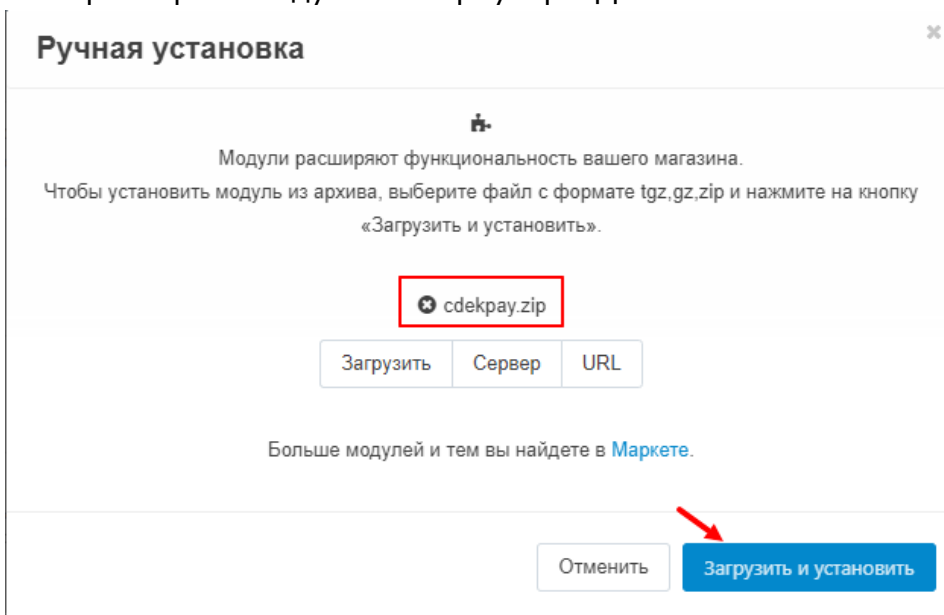 Ручная установка
Модули расширяют функциональность вашего магазина.
Чтобы установить модуль из архива, выберите файл с формате tgz,gz,zip и нажмите на кнопку
«Загрузить и установить».
cdekpay.zip
Загрузить Сервер URL
Больше модулей и тем вы найдете в Маркете.
Отменить Загрузить и установить